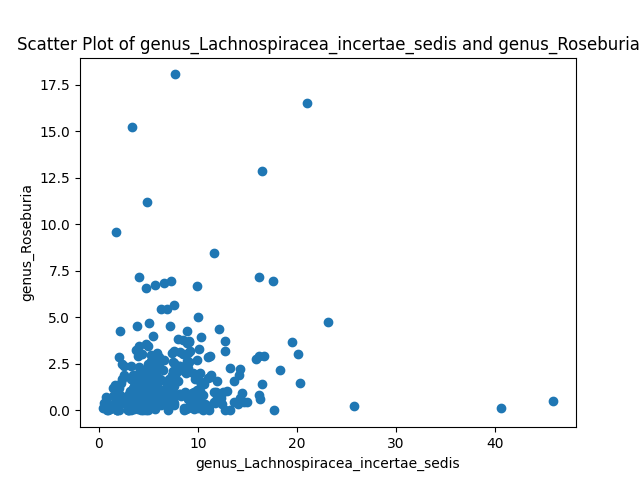 Scatter Plot of genus_Lachnospiracea_incertae_sedis and genus_Roseburia
17.5
15.0
12.5
10.0
7.5
5.0
2.5
0.0
genus_Roseburia
0 10 20 30 40
genus_Lachnospiracea_incertae_sedis